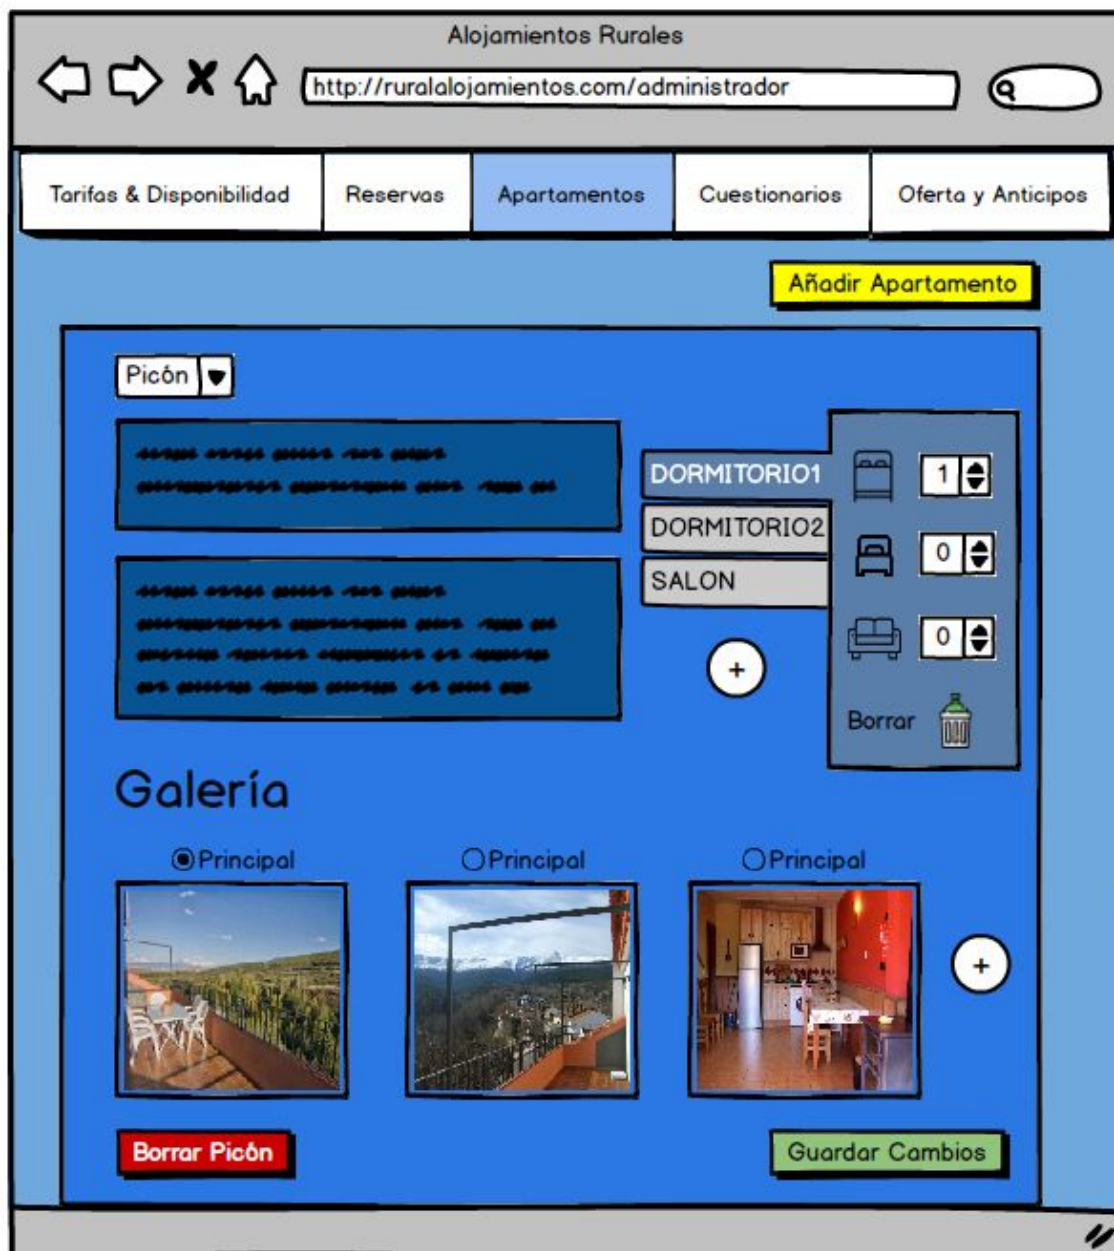 Alojamientos Rurales
http://ruralalojamientos.com/administrador
Tarifas & Disponibilidad
Reservas
Apartamentos
Cuestionarios
Oferta y Anticipos
Añadir Apartamento
Picón
DORMITORIO1
DORMITORIO2
SALON
+
1
0
0
Borrar
Galería
Principal
Principal
Principal
+
Borrar Picón
Guardar Cambios